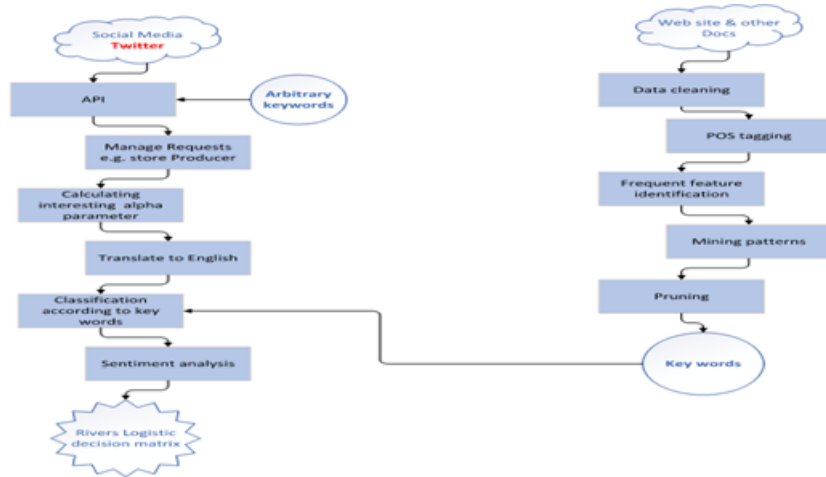 Social Media
Twitter
API
Arbitrary
keywords
Manage Requests
e.g. store Producer
Calculating
interesting alpha
parameter
Translate to English
Classification
according to key
words
Sentiment analysis
Rivers Logistic
decision matrix
Web site & other
Docs
Data cleaning
POS tagging
Frequent feature
identification
Mining patterns
Pruning
Key words